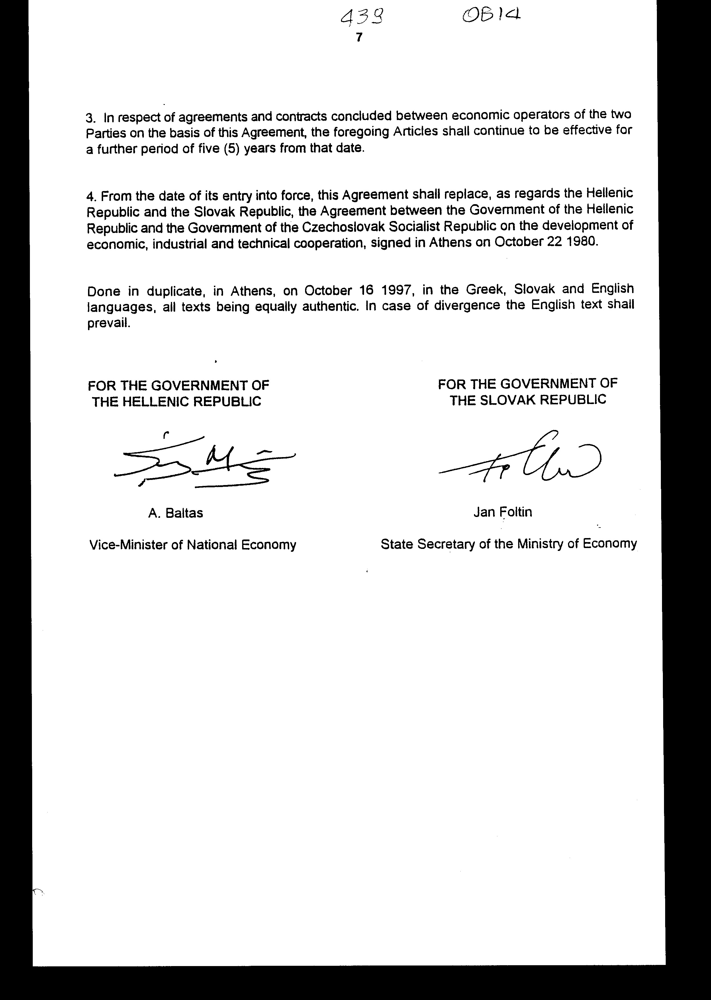 439 0814
7
3. In respect of agreements and contracts concluded between economic operators of the two
Parties on the basis of this Agreement, the foregoing Articles shall continue to be effective for
a further period of five (5) years from that date.
4. From the date of its entry into force, this Agreement shall replace, as regards the Hellenic
Republic and the Slovak Republic, the Agreement between the Government of the Hellenic
Republic and the Government of the Czechoslovak Socialist Republic on the development of
economic, industrial and technical cooperation, signed in Athens on October 22 1980.
Done in duplicate, in Athens, on October 16 1997, in the Greek, Slovak and English
languages, all texts being equally authentic. In case of divergence the English text shall
prevail.
FOR THE GOVERNMENT OF
THE HELLENIC REPUBLIC
FOR THE GOVERNMENT OF
THE SLOVAK REPUBLIC
A. Baltas
Jan Foltin
Vice-Minister of National Economy
State Secretary of the Ministry of Economy